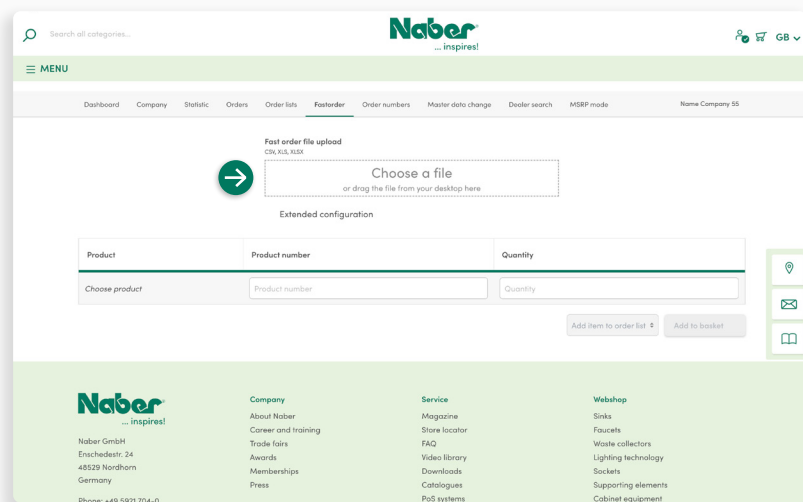 Search all categories...
Naber
... inspires!
GB
MENU
Dashboard Company Statistic Orders Order lists Fastorder Order numbers Master data change Dealer search MSRP mode Name Company 55
Fast order file upload
CSV, XLS, XLSX
Choose a file
or drag the file from your desktop here
Extended configuration
Product Product number Quantity
Choose product Product number Quantity
Add item to order list Add to basket
Naber
... inspires!
Naber GmbH
Enschedestr. 24
48529 Nordhorn
Germany
Phone: +49 5921 704-0
Company
About Naber
Career and training
Trade fairs
Awards
Memberships
Press
Service
Magazine
Store locator
FAQ
Video library
Downloads
Catalogues
PoS systems
Webshop
Sinks
Faucets
Waste collectors
Lighting technology
Sockets
Supporting elements
Cabinet equipment